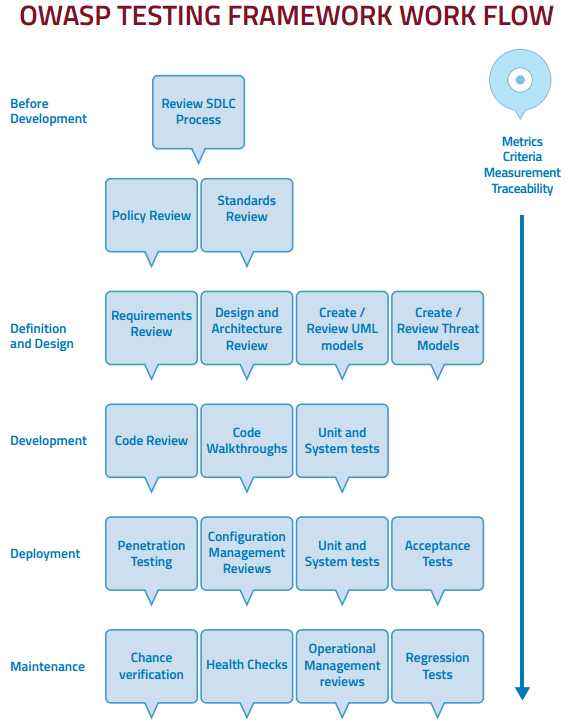 OWASP TESTING FRAMEWORK WORK FLOW
Before
Development
Review SDLC
Process
Metrics
Criteria
Measurement
Traceability
Policy Review
Standards
Review
Definition
and Design
Requirements
Review
Design and
Architecture
Review
Create /
Review UML
models
Create /
Review Threat
Models
Development
Code Review
Code
Walkthroughs
Unit and
System tests
Deployment
Penetration
Testing
Configuration
Management
Reviews
Unit and
System tests
Acceptance
Tests
Maintenance
Chance
verification
Health Checks
Operational
Management
reviews
Regression
Tests